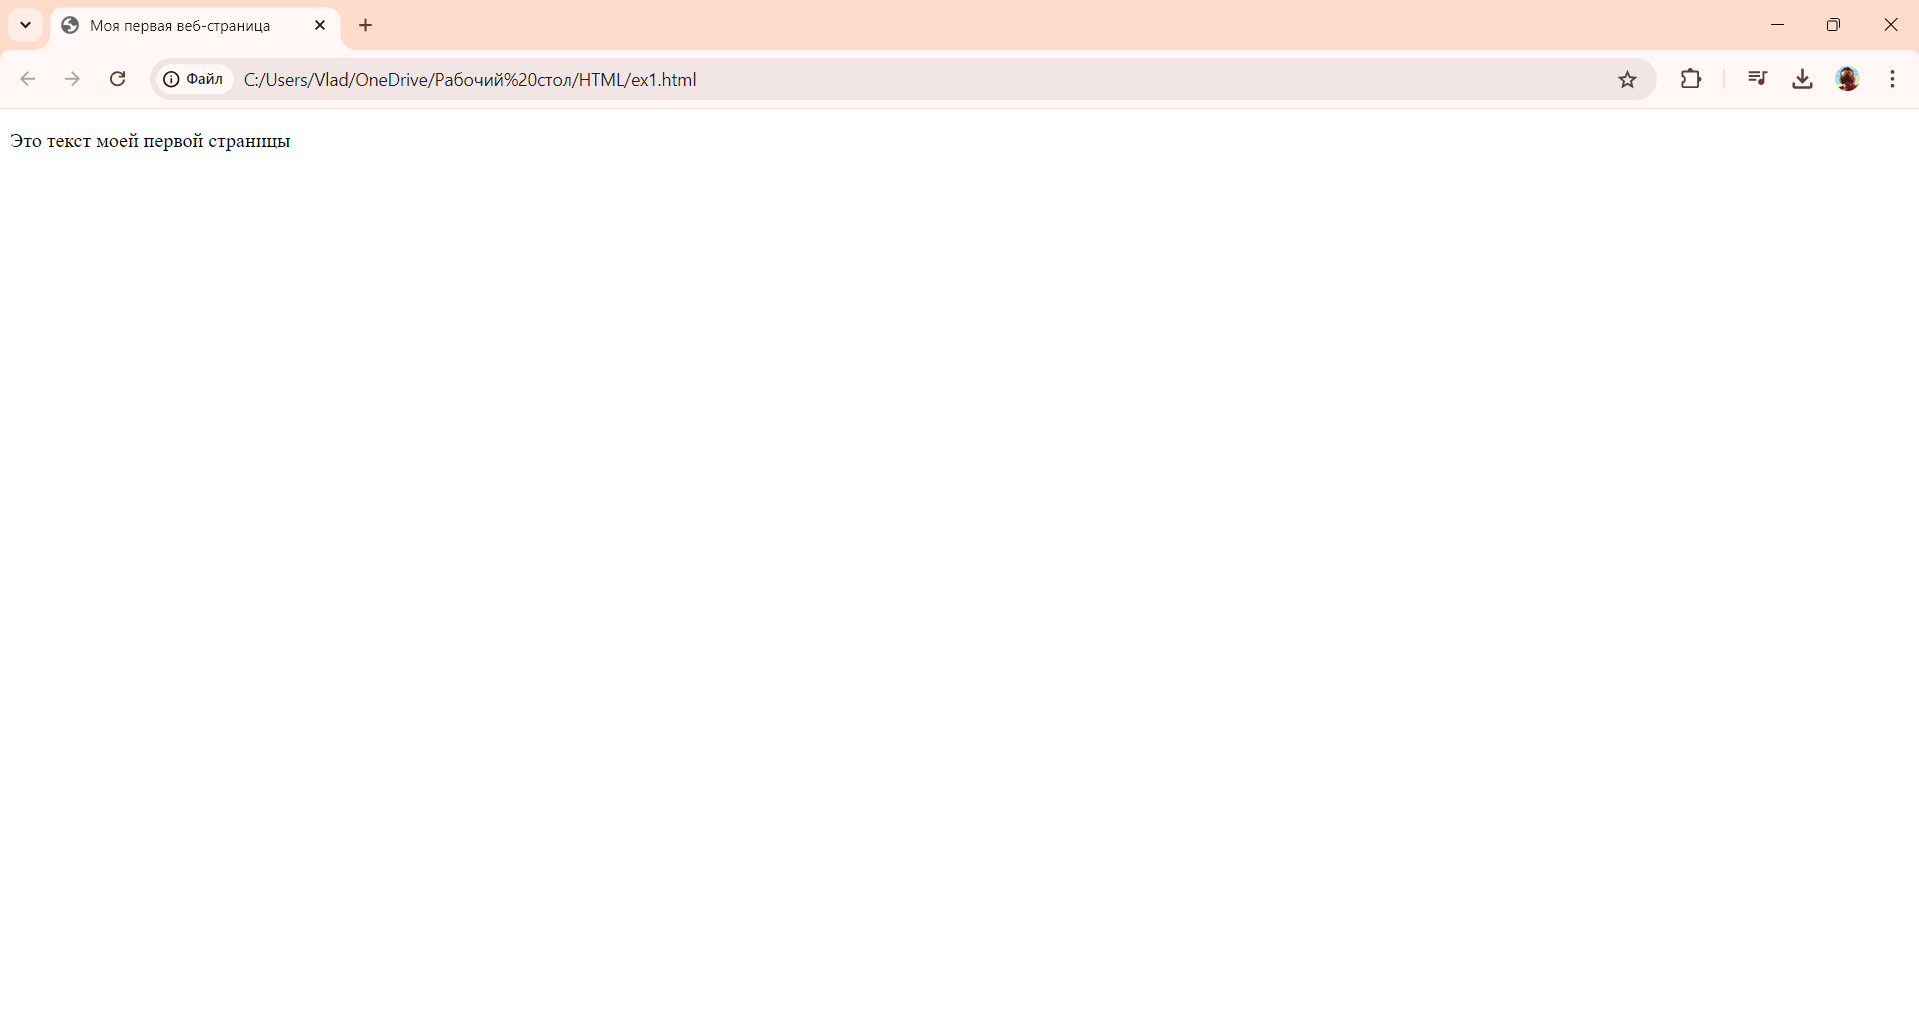 Моя первая веб-страница
Файл C:/Users/Vlad/OneDrive/Рабочий%20стол/HTML/ex1.html
Это текст моей первой страницы